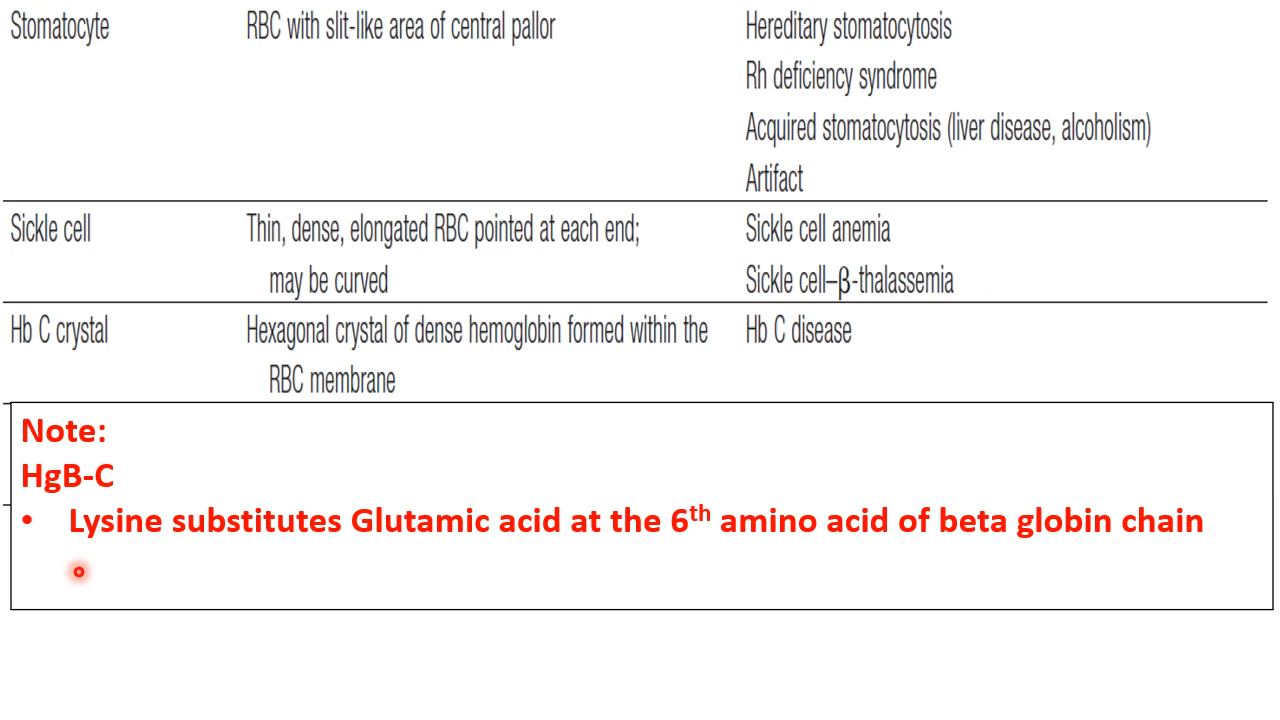 Stomatocyte RBC with slit-like area of central pallor Hereditary stomatocytosis
Rh deficiency syndrome
Acquired stomatocytosis (liver disease, alcoholism)
Artifact
Sickle cell Thin, dense, elongated RBC pointed at each end; Sickle cell anemia
may be curved Sickle cell–β-thalassemia
Hb C crystal Hexagonal crystal of dense hemoglobin formed within the Hb C disease
RBC membrane
Note:
HgB-C
• Lysine substitutes Glutamic acid at the 6th amino acid of beta globin chain